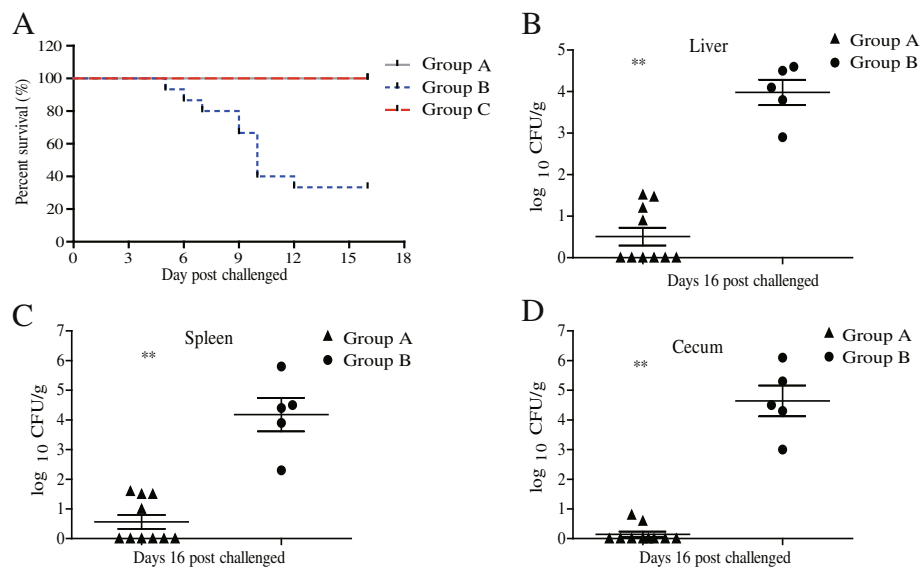 A
Percent survival (%)
120
100
80
60
40
20
0
0 3 6 9 12 15 18
Day post challenged
Group A
Group B
Group C
B
Liver
Group A
Group B
**
log 10 CFU/g
5
4
1
0
Days 16 post challenged
C
Spleen
Group A
Group B
**
log 10 CFU/g
7
6
5
4
3
2
1
0
Days 16 post challenged
D
Cecum
Group A
Group B
**
log 10 CFU/g
7
6
5
4
3
2
1
0
Days 16 post challenged